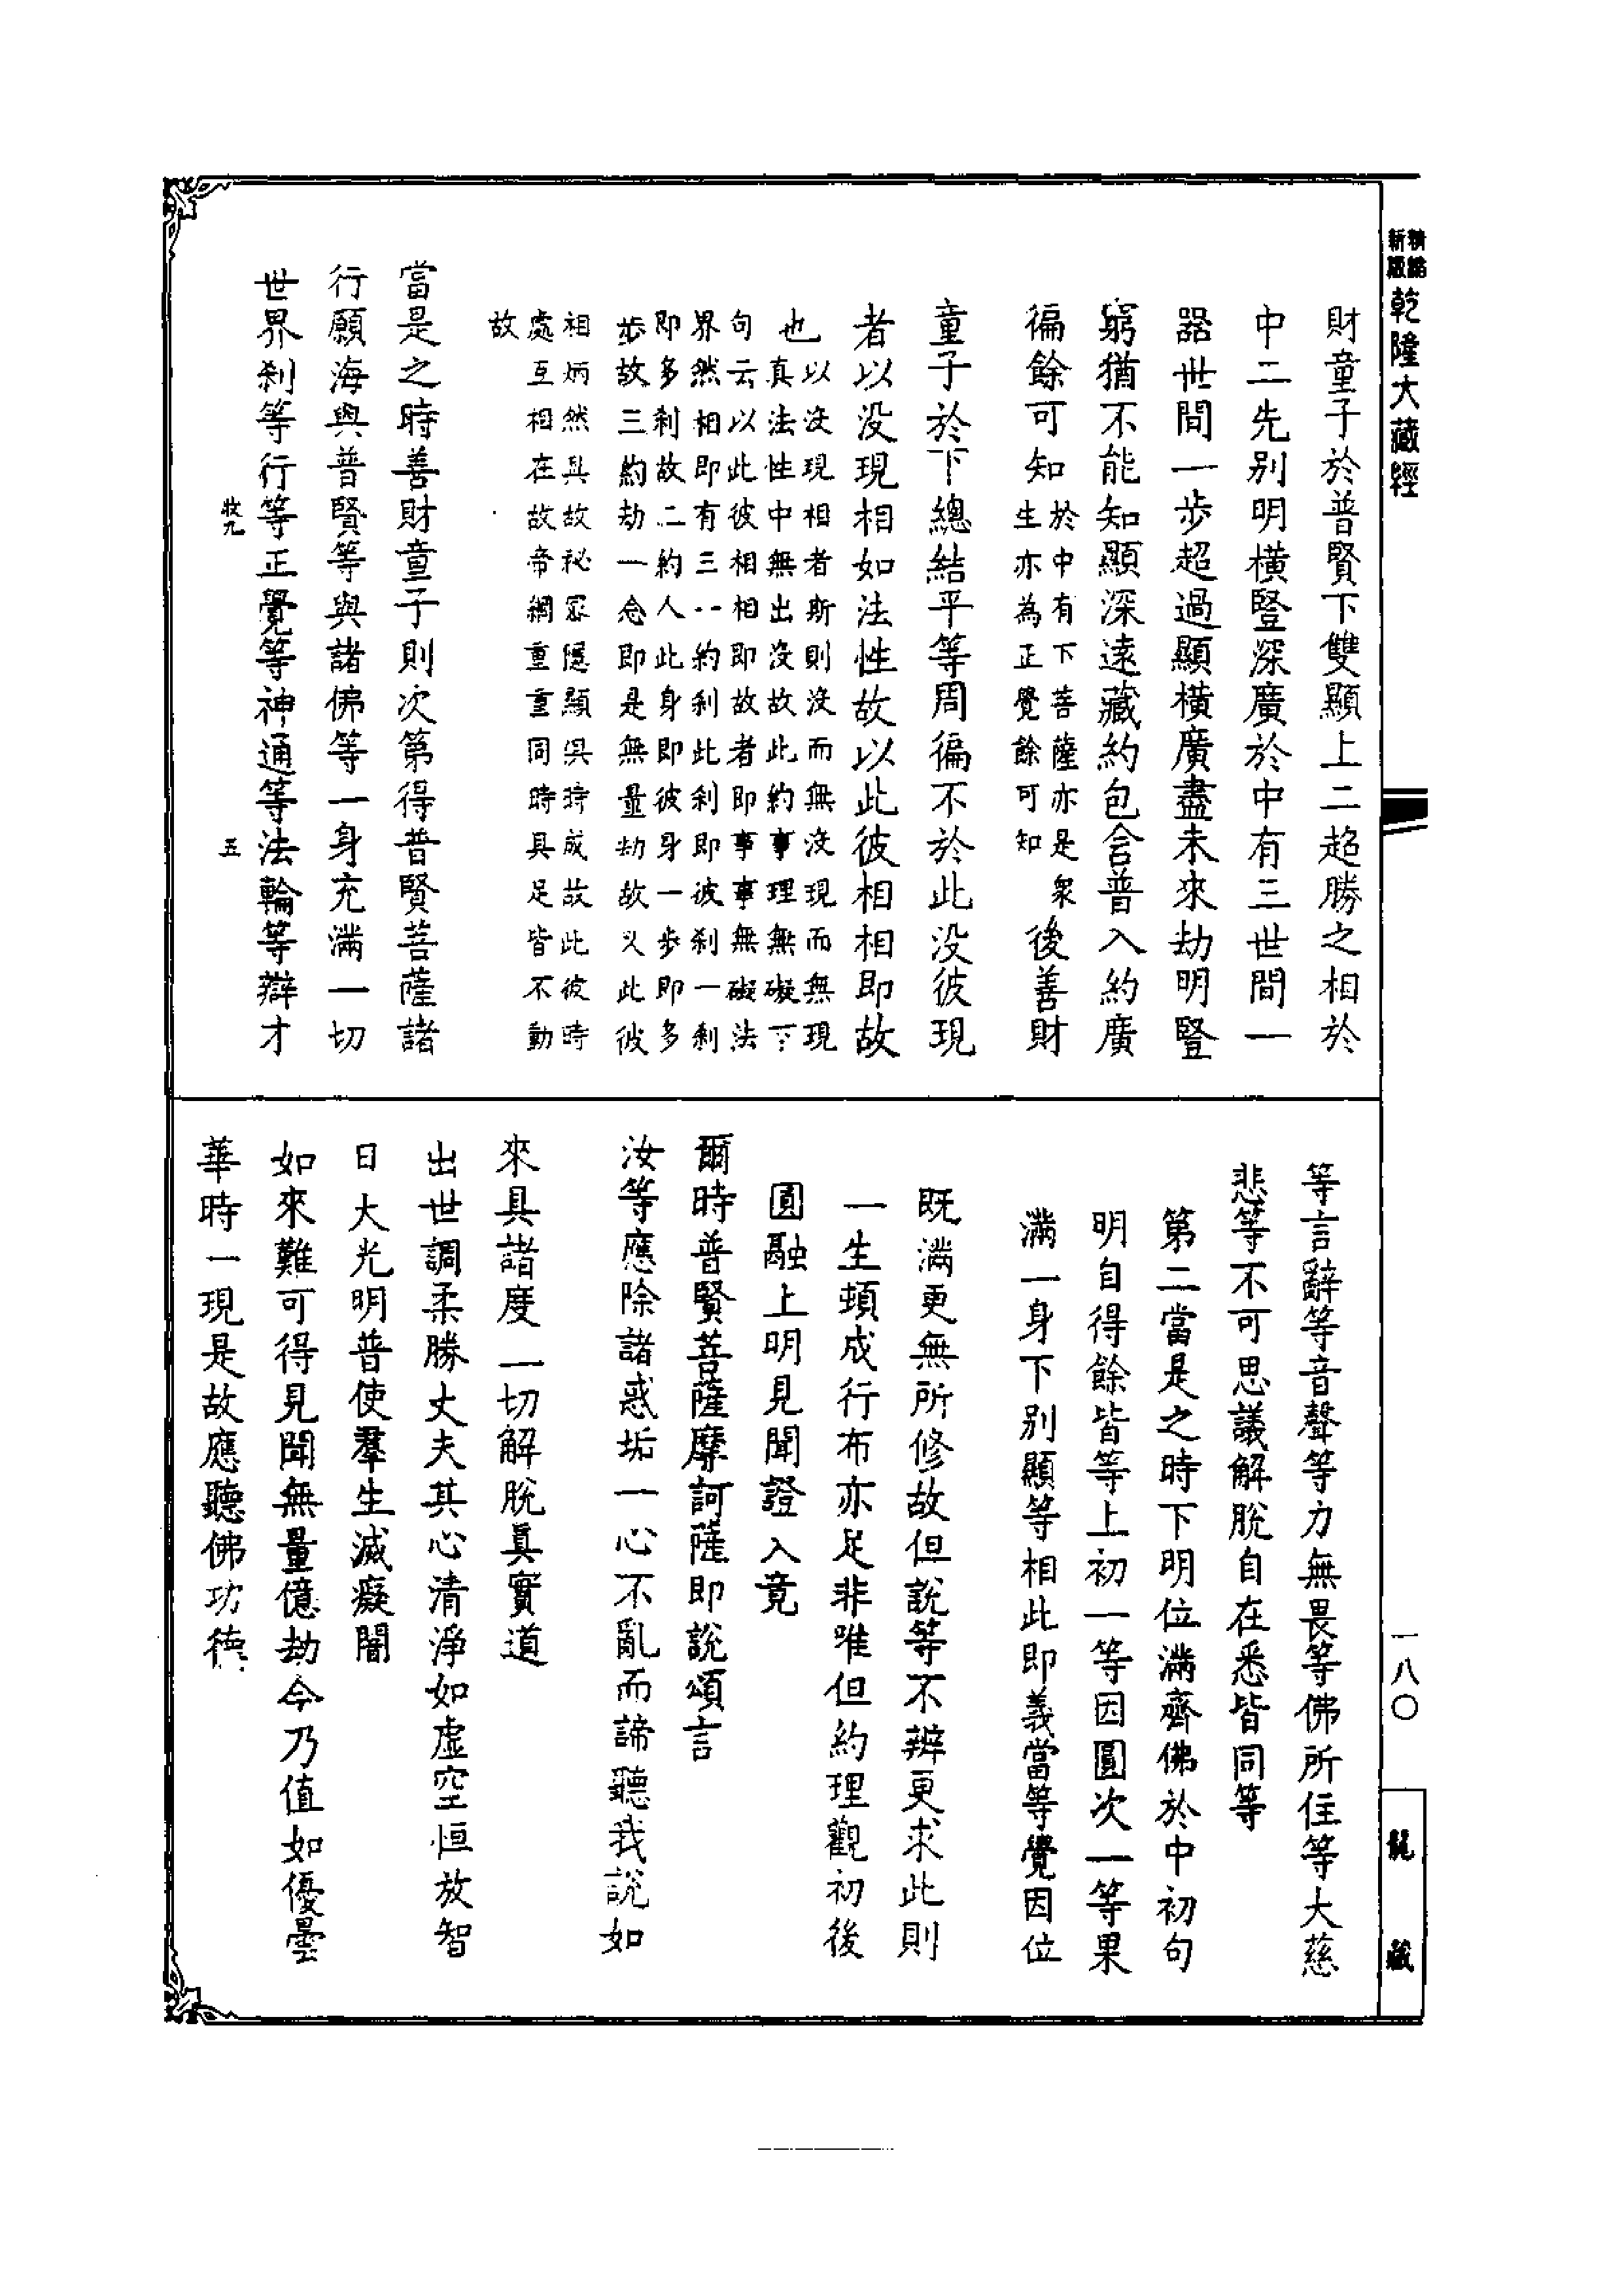 新版
精緻
乾隆大藏經
財童子於普賢下雙顯上二超勝之相於
中二先别明橫豎深廣於中有三世間一
器世間一步超過顯橫廣盡未來劫明豎
窮猶不能知顯深遠藏約包含普入約廣
徧餘可知於中有下菩薩亦是衆
生亦為正覺餘可知後善財
童子於下總結平等周徧不於此没彼現
者以没現相如法性故以此彼相相即故
也以没現相者斯則没而無没現而無現
真法性中無出没故此約事理無礙下
句云以此彼相相即故者即事事無礙法
界然相即有三一約刹此刹即彼刹一刹
即多刹故二約人此身即彼身一步即多
步故三約劫一念即是無量劫故以此彼
相炳然具故秘密隱顯俱時成故此彼時
處互相在故帝網重重同時具足皆不動
故
當是之時善財童子則次第得普賢菩薩諸
行願海與普賢等與諸佛等一身充滿一切
世界刹等行等正覺等神通等法輪等辯才
牧九
五
等言辭等音聲等力無畏等佛所住等大慈
悲等不可思議解脫自在悉皆同等
第二當是之時下明位滿齊佛於中初句
明自得餘皆等上初一等因圓次一等果
滿一身下別顯等相此即義當等覺因位
既滿更無所修故但說等不辨更求此則
一生頓成行布亦足非唯但約理觀初後
圓融上明見聞證入竟
爾時普賢菩薩摩訶薩即說頌言
汝等應除諸惑垢一心不亂而諦聽我說如
來具諸度一切解脫真實道
出世調柔勝丈夫其心清淨如虛空恒放智
日大光明普使羣生滅癡闇
如來難可得見聞無量億劫今乃值如優曇
華時一現是故應聽佛功德
一八〇
龍藏